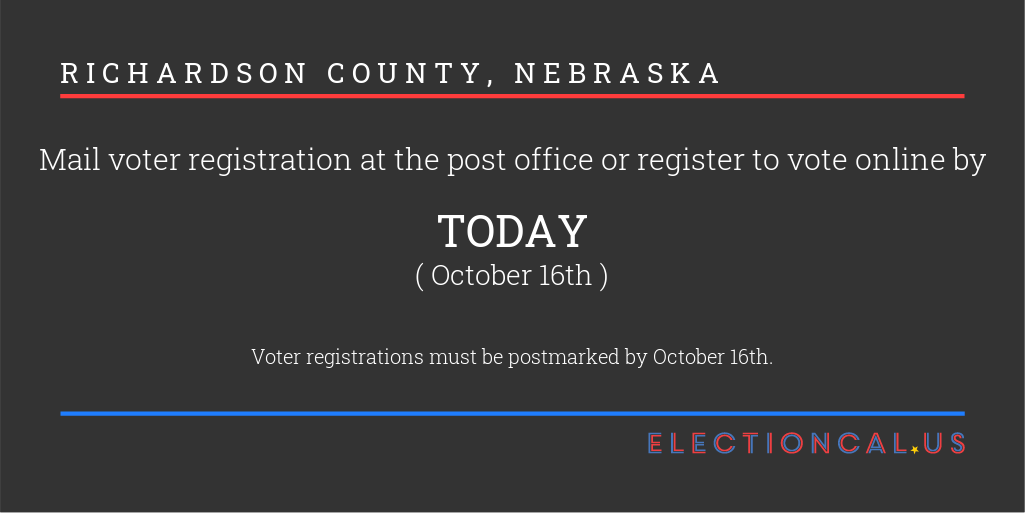 RICHARDSON COUNTY, NEBRASKA
Mail voter registration at the post office or register to vote online by
TODAY
( October 16th )
Voter registrations must be postmarked by October 16th.
ELECTIONCAL.US